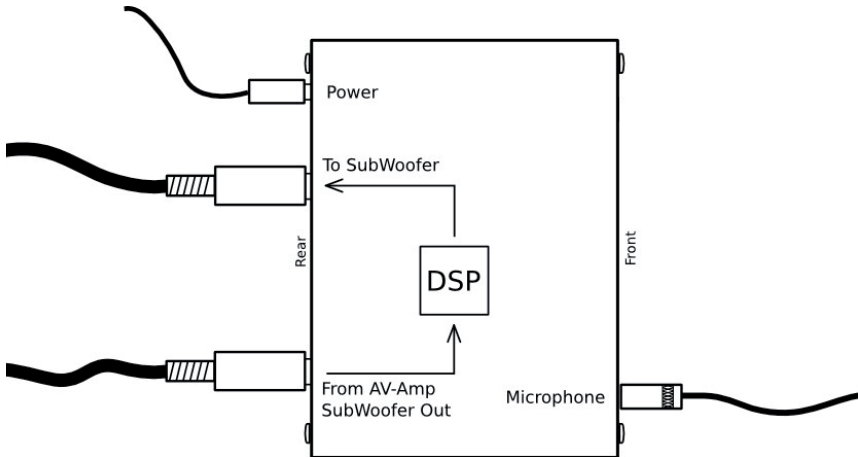 Power
To SubWoofer
Rear
Front
DSP
From AV-Amp
SubWoofer Out
Microphone